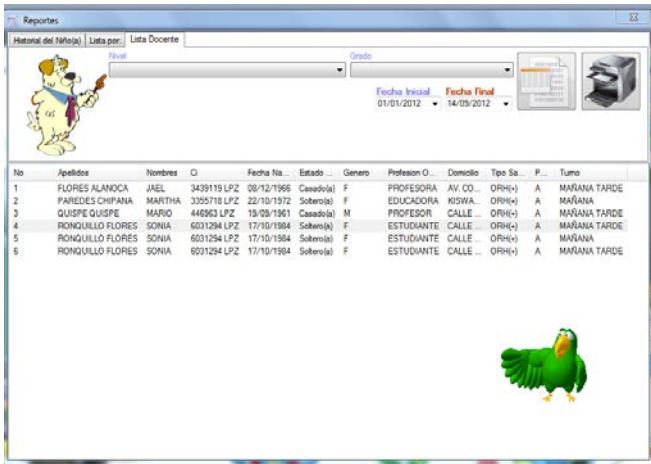 Reportes
Historial del Niño(a) Lista por: Lista Docente
Nivel Grado
Fecha Inicial Fecha Final
01/01/2012 14/09/2012
No Apellidos Nombres Ci Fecha Na... Estado ... Genero Profesion O... Domicilio Tipo Sa... P... Turno
1 FLORES ALANOCA JAEL 3439119 LPZ 08/12/1966 Casado(a) F PROFESORA AV. CO... ORH(+) A MAÑANA TARDE
2 PAREDES CHIPANA MARTHA 3355718 LPZ 22/10/1972 Soltero(a) F EDUCADORA KISWA... ORH(+) A MAÑANA
3 QUISPE QUISPE MARIO 446963 LPZ 19/09/1961 Casado(a) M PROFESOR CALLE ... ORH(+) A MAÑANA TARDE
4 RONQUILLO FLORES SONIA 6031294 LPZ 17/10/1984 Soltero(a) F ESTUDIANTE CALLE ... ORH(+) A MAÑANA TARDE
5 RONQUILLO FLORES SONIA 6031294 LPZ 17/10/1984 Soltero(a) F ESTUDIANTE CALLE ... ORH(+) A MAÑANA
6 RONQUILLO FLORES SONIA 6031294 LPZ 17/10/1984 Soltero(a) F ESTUDIANTE CALLE ... ORH(+) A MAÑANA TARDE